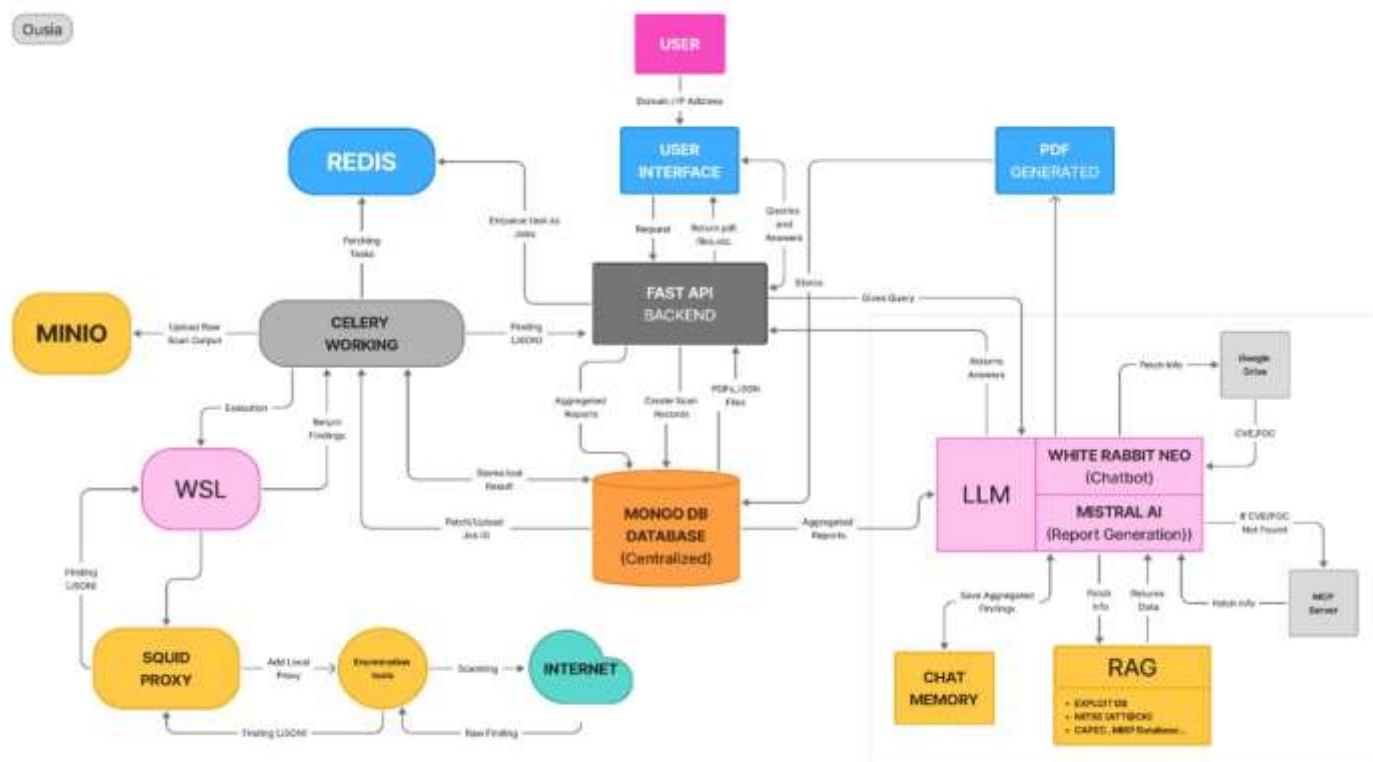 Ousia
USER
Domain / IP Address
REDIS
USER
INTERFACE
PDF
GENERATED
Enqueue task as
Jobs
Queries
and
Answers
Request
Return pdf,
files,etc.
Fetching
Tasks
Stores
MINIO
Upload Raw
Scan Output
CELERY
WORKING
Finding
(JSON)
FAST API
BACKEND
Gives Query
Returns
Answers
Fetch Info
Google
Drive
Execution
Return
Findings
Aggregated
Reports
Create Scan
Records
PDFs,JSON
Files
CVE,POC
WSL
Result
MONGO DB
DATABASE
(Centralized)
Fetch/Upload
Job ID
Aggregated
Reports
LLM
WHITE RABBIT NEO
(Chatbot)
MISTRAL AI
(Report Generation))
If CVE/POC
Not Found
Finding
(JSON)
Save Aggregated
Findings
Fetch
Info
Returns
Data
Fetch Info
MCP
Server
SQUID
PROXY
Add Local
Proxy
Enumeration
tools
Scanning
INTERNET
CHAT
MEMORY
RAG
EXPLOIT DB
MITRE (ATT@CK)
Finding (JSON)
Raw Finding